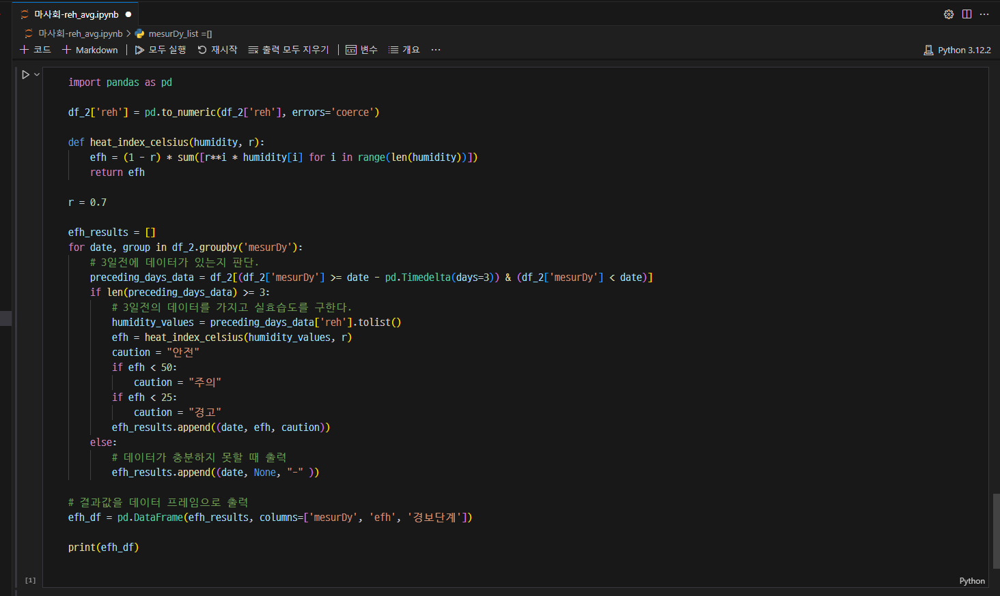 마사회-reh_avg.ipynb
마사회-reh_avg.ipynb > mesurDy_list =[]
+ 코드 + Markdown | 모두 실행 재시작 출력 모두 지우기 | 변수 개요 ··· Python 3.12.2
import pandas as pd
df_2['reh'] = pd.to_numeric(df_2['reh'], errors='coerce')
def heat_index_celsius(humidity, r):
    efh = (1 - r) * sum([r**i * humidity[i] for i in range(len(humidity))])
    return efh
r = 0.7
efh_results = []
for date, group in df_2.groupby('mesurDy'):
    # 3일전에 데이터가 있는지 판단.
    preceding_days_data = df_2[(df_2['mesurDy'] >= date - pd.Timedelta(days=3)) & (df_2['mesurDy'] < date)]
    if len(preceding_days_data) >= 3:
        # 3일전의 데이터를 가지고 실효습도를 구한다.
        humidity_values = preceding_days_data['reh'].tolist()
        efh = heat_index_celsius(humidity_values, r)
        caution = "안전"
        if efh < 50:
            caution = "주의"
        if efh < 25:
            caution = "경고"
        efh_results.append((date, efh, caution))
    else:
        # 데이터가 충분하지 못할 때 출력
        efh_results.append((date, None, "-" ))
# 결과값을 데이터 프레임으로 출력
efh_df = pd.DataFrame(efh_results, columns=['mesurDy', 'efh', '경보단계'])
print(efh_df)
[1]
Python